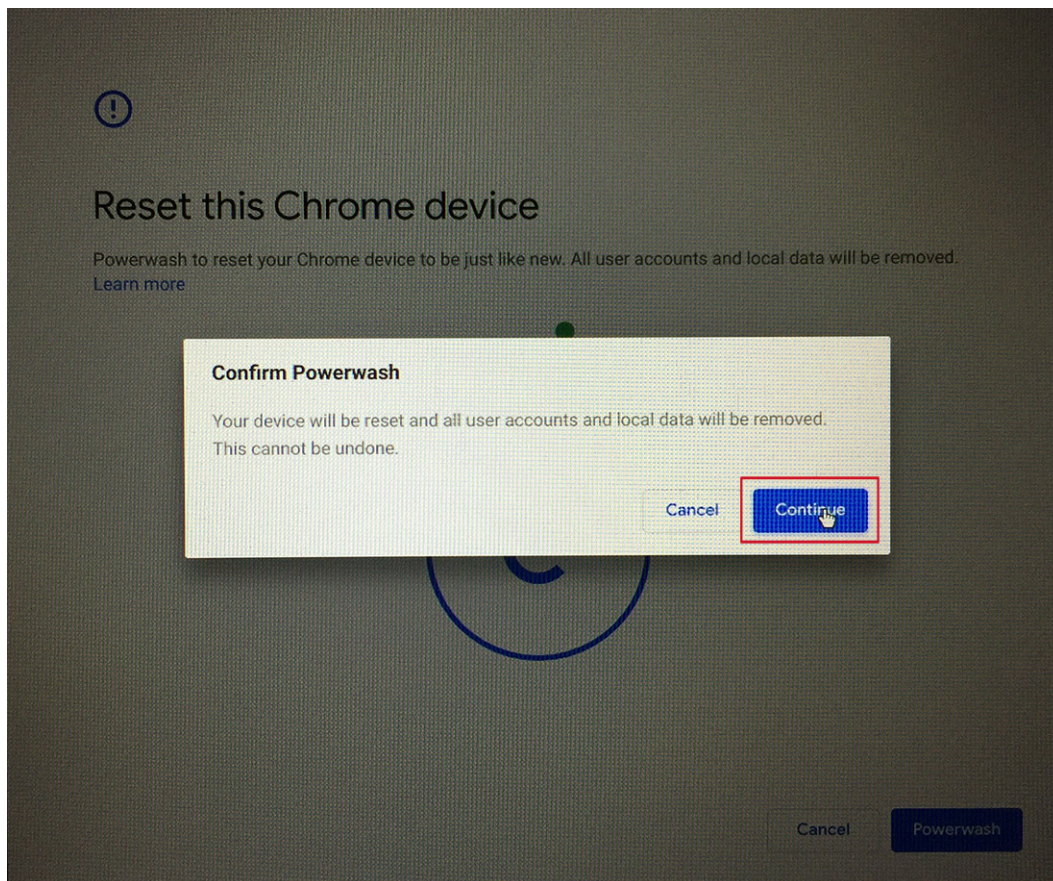 Reset this Chrome device
Powerwash to reset your Chrome device to be just like new. All user accounts and local data will be removed.
Learn more
Confirm Powerwash
Your device will be reset and all user accounts and local data will be removed.
This cannot be undone.
Cancel Continue
Cancel Powerwash